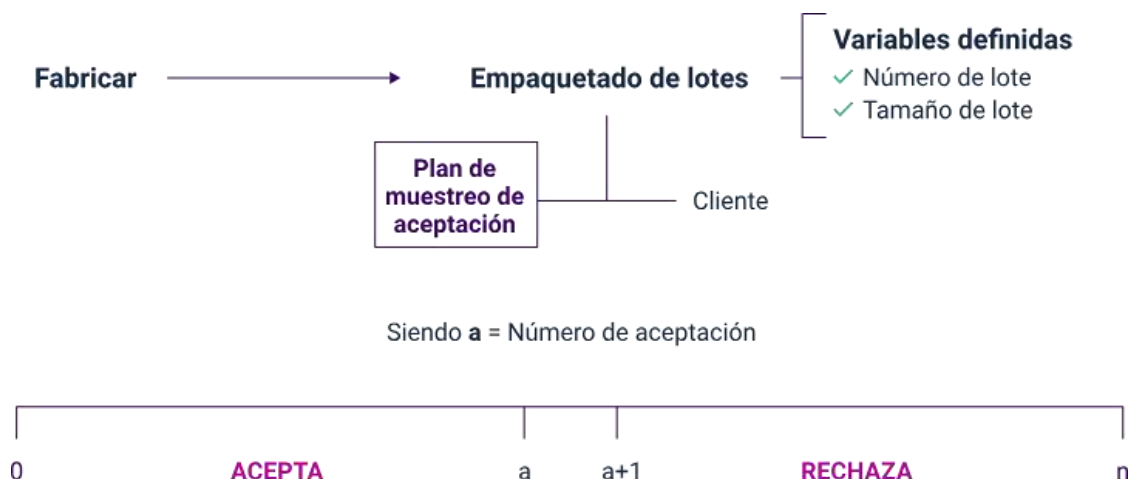 Fabricar
Empaquetado de lotes
Variables definidas
Número de lote
Tamaño de lote
Plan de
muestreo de
aceptación
Cliente
Siendo a = Número de aceptación
0 ACEPTA a a+1 RECHAZA n